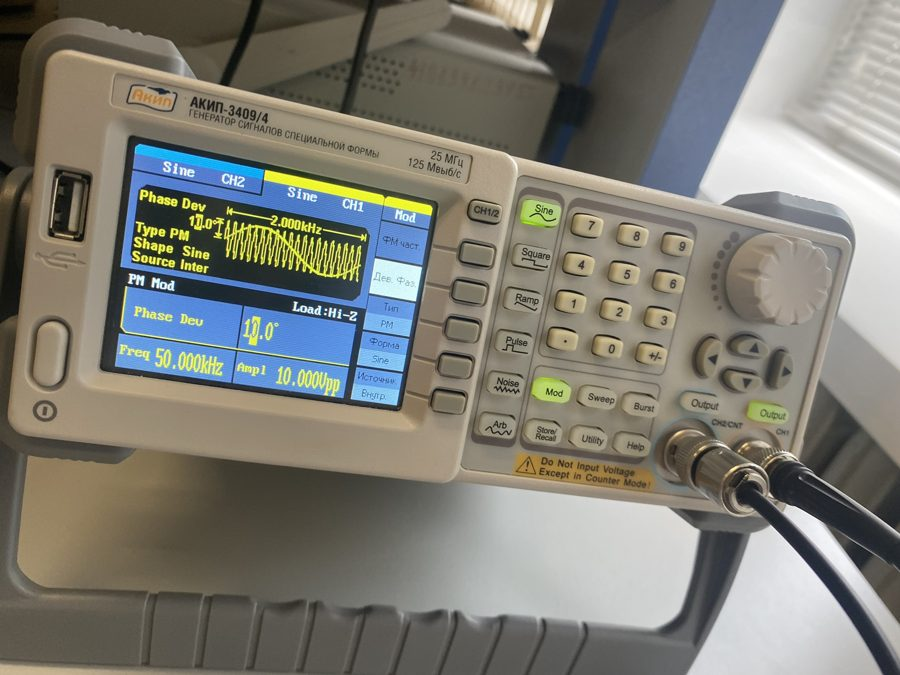 Акип
АКИП-3409/4
ГЕНЕРАТОР СИГНАЛОВ СПЕЦИАЛЬНОЙ ФОРМЫ
25 МГц
125 Мвыб/с
Sine CH2
Sine CH1
Mod
Phase Dev
10.0°
2.000kHz
Type PM
Shape Sine
Source Inter
PM Mod
Load:Hi-Z
Phase Dev
10.0°
Freq 50.000kHz
Ampl 10.000Vpp
ФМ част.
Дев. Фаз.
Тип
PM
Форма
Sine
Источник
Внутр.
CH1/2
Sine
Square
Ramp
Pulse
Noise
Arb
7 8 9
4 5 6
1 2 3
. 0 +/-
Mod Sweep Burst
Store/
Recall
Utility Help
Output
CH2/CNT
Output
CH1
Do Not Input Voltage
Except in Counter Mode!